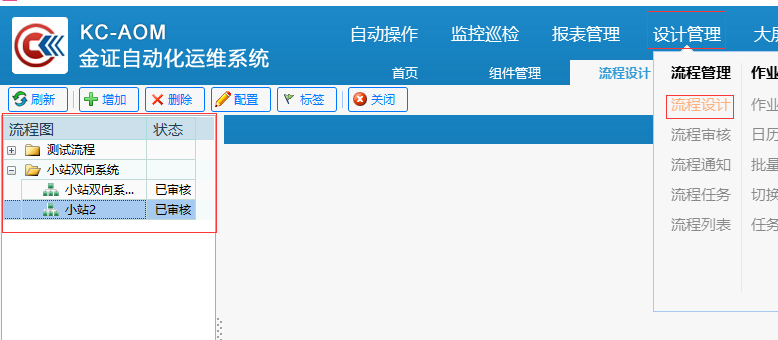 KC-AOM
金证自动化运维系统
自动操作 监控巡检 报表管理 设计管理 大屏
首页 组件管理 流程设计
刷新 增加 删除 配置 标签 关闭
流程图 状态
测试流程
小站双向系统
小站双向系... 已审核
小站2 已审核
流程管理 作业
流程设计 作业
流程审核 日历
流程通知 批量
流程任务 切换
流程列表 任务